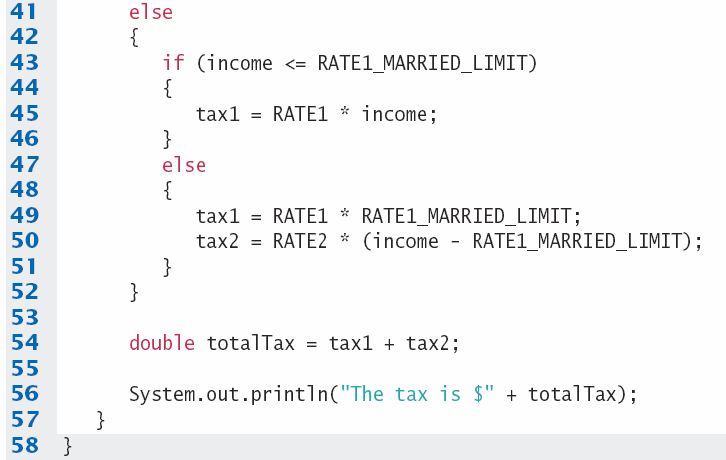 41       else
42       {
43          if (income <= RATE1_MARRIED_LIMIT)
44          {
45             tax1 = RATE1 * income;
46          }
47          else
48          {
49             tax1 = RATE1 * RATE1_MARRIED_LIMIT;
50             tax2 = RATE2 * (income - RATE1_MARRIED_LIMIT);
51          }
52       }
53
54       double totalTax = tax1 + tax2;
55
56       System.out.println("The tax is $" + totalTax);
57    }
58 }